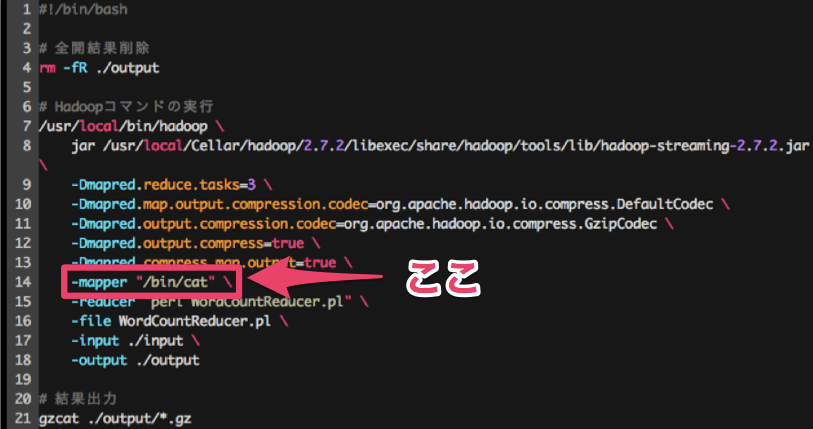 1 #!/bin/bash
2
3 # 全開結果削除
4 rm -fR ./output
5
6 # Hadoopコマンドの実行
7 /usr/local/bin/hadoop \
8 jar /usr/local/Cellar/hadoop/2.7.2/libexec/share/hadoop/tools/lib/hadoop-streaming-2.7.2.jar
\
9 -Dmapred.reduce.tasks=3 \
10 -Dmapred.map.output.compression.codec=org.apache.hadoop.io.compress.DefaultCodec \
11 -Dmapred.output.compression.codec=org.apache.hadoop.io.compress.GzipCodec \
12 -Dmapred.output.compress=true \
13 -Dmapred.compress.map.output=true \
14 -mapper "/bin/cat" \
ここ
15 -reducer "perl WordCountReducer.pl" \
16 -file WordCountReducer.pl \
17 -input ./input \
18 -output ./output
19
20 # 結果出力
21 gzcat ./output/*.gz